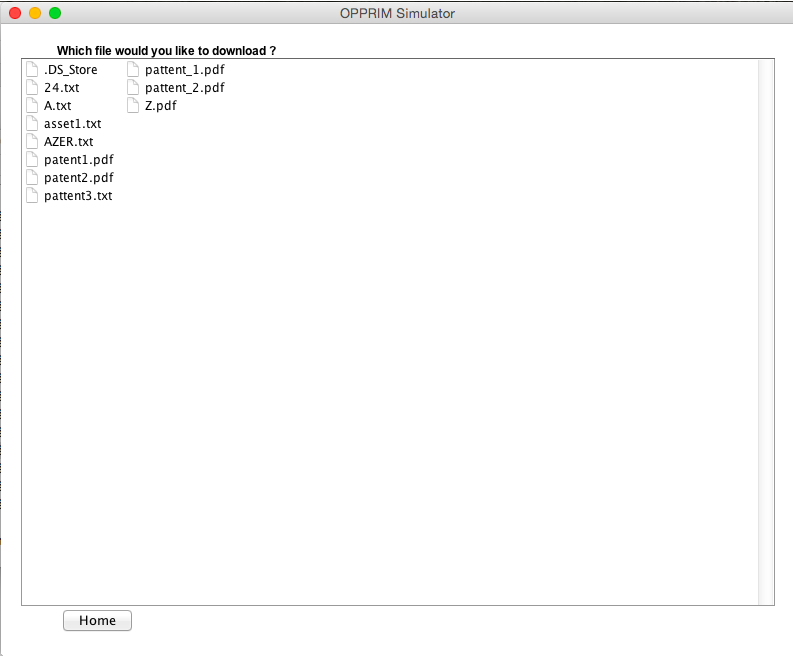 OPPRIM Simulator
Which file would you like to download ?
.DS_Store
24.txt
A.txt
asset1.txt
AZER.txt
patent1.pdf
patent2.pdf
pattent3.txt
pattent_1.pdf
pattent_2.pdf
Z.pdf
Home